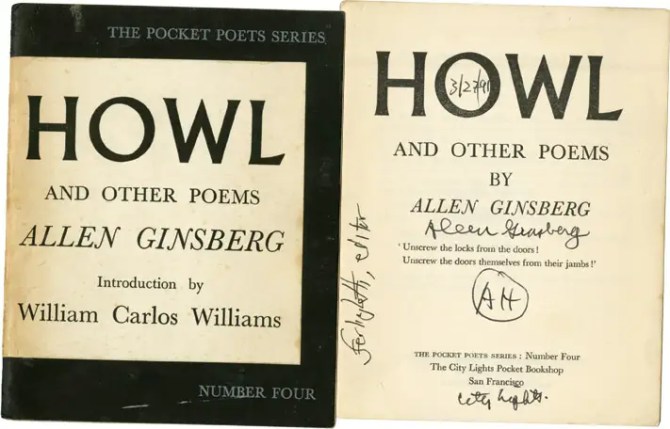 THE POCKET POETS SERIES
HOWL
AND OTHER POEMS
ALLEN GINSBERG
Introduction by
William Carlos Williams
NUMBER FOUR
HOWL
3/27/91
AND OTHER POEMS
BY
ALLEN GINSBERG
Allen Ginsberg
'Unscrew the locks from the doors!
Unscrew the doors themselves from their jambs!'
AH
Ferlinghetti, editor
THE POCKET POETS SERIES : Number Four
The City Lights Pocket Bookshop
San Francisco
City Lights.